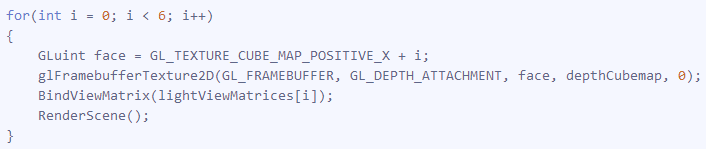 for(int i = 0; i < 6; i++)
{
    GLuint face = GL_TEXTURE_CUBE_MAP_POSITIVE_X + i;
    glFramebufferTexture2D(GL_FRAMEBUFFER, GL_DEPTH_ATTACHMENT, face, depthCubemap, 0);
    BindViewMatrix(lightViewMatrices[i]);
    RenderScene();
}